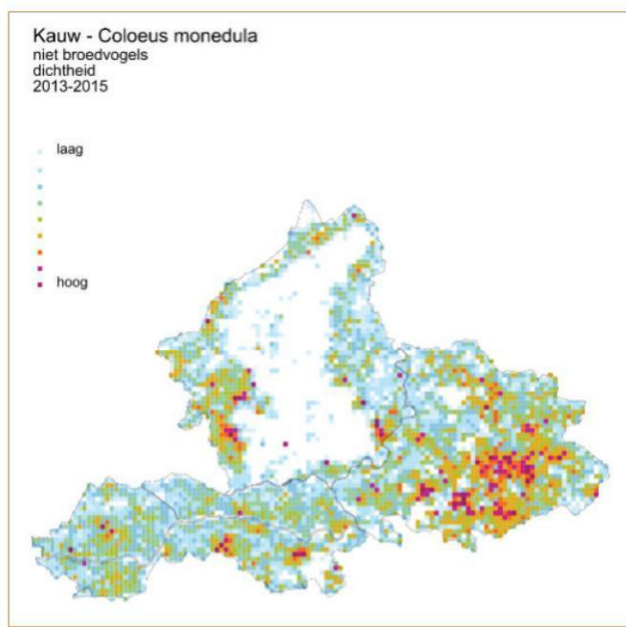 Kauw - Coloeus monedula
niet broedvogels
dichtheid
2013-2015
laag
hoog